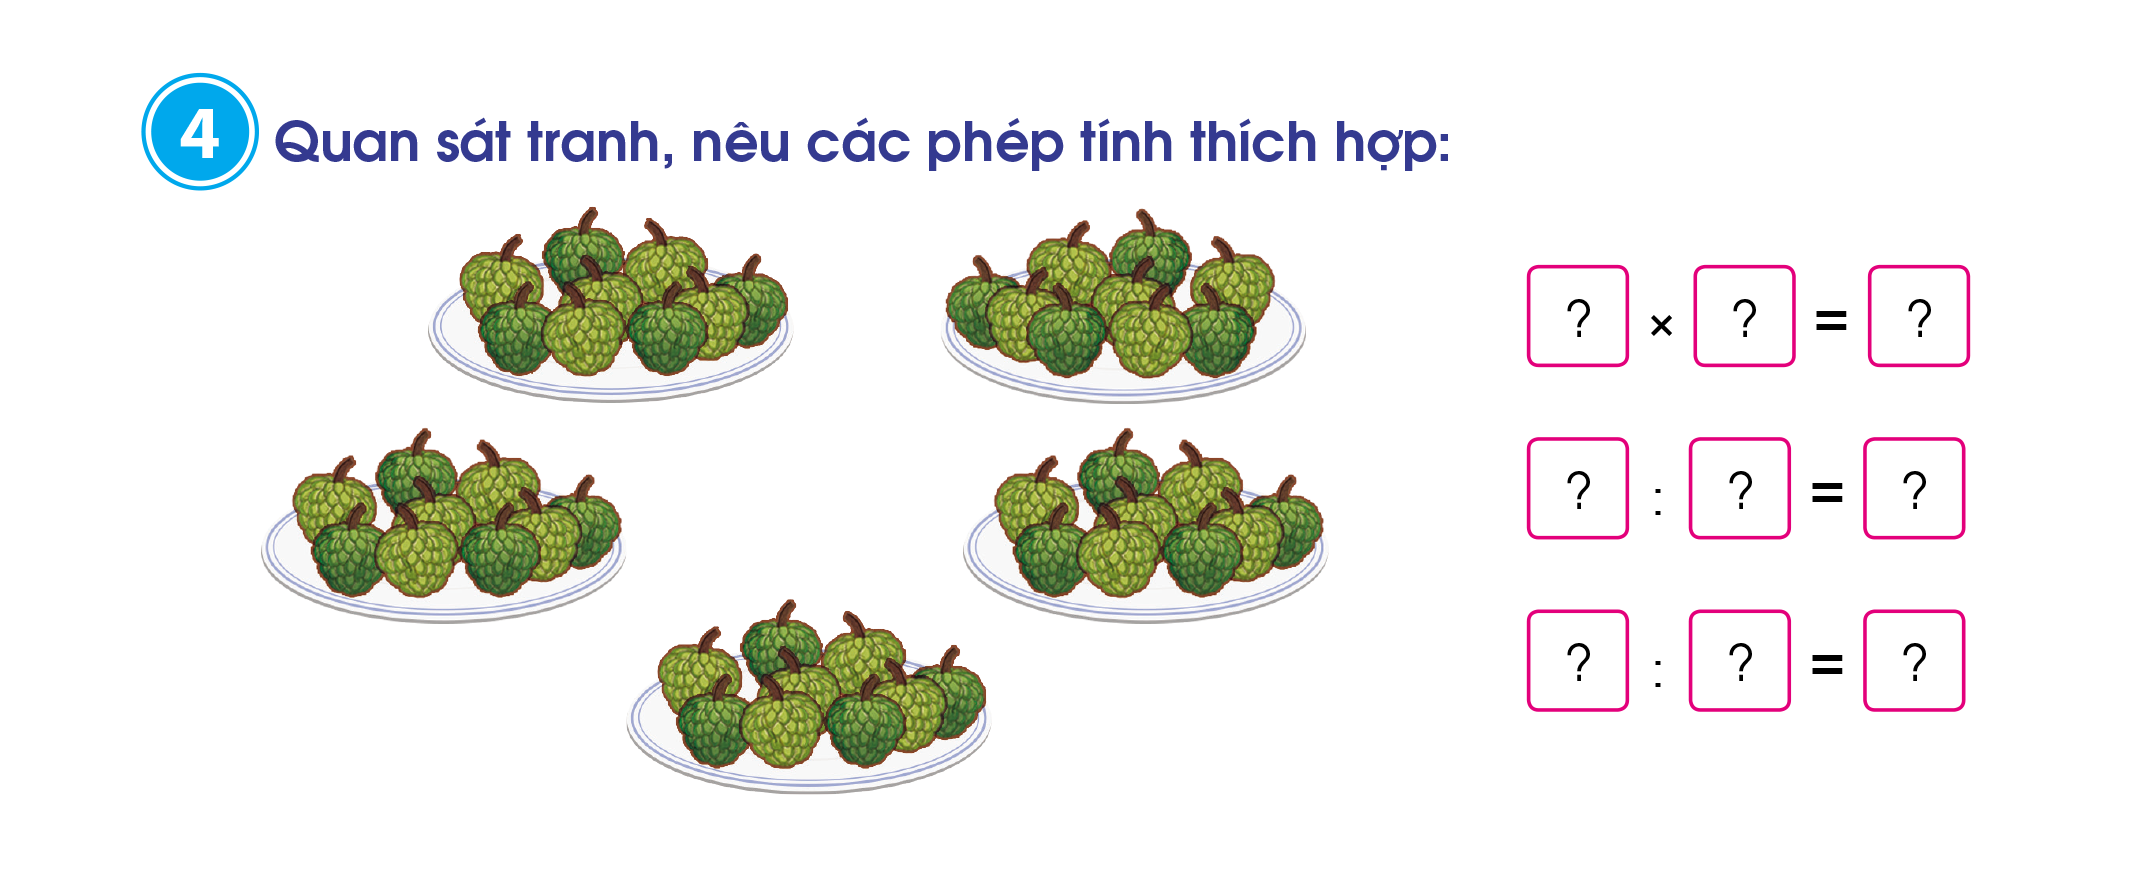 4 Quan sát tranh, nêu các phép tính thích hợp:
? × ? = ?
? : ? = ?
? : ? = ?